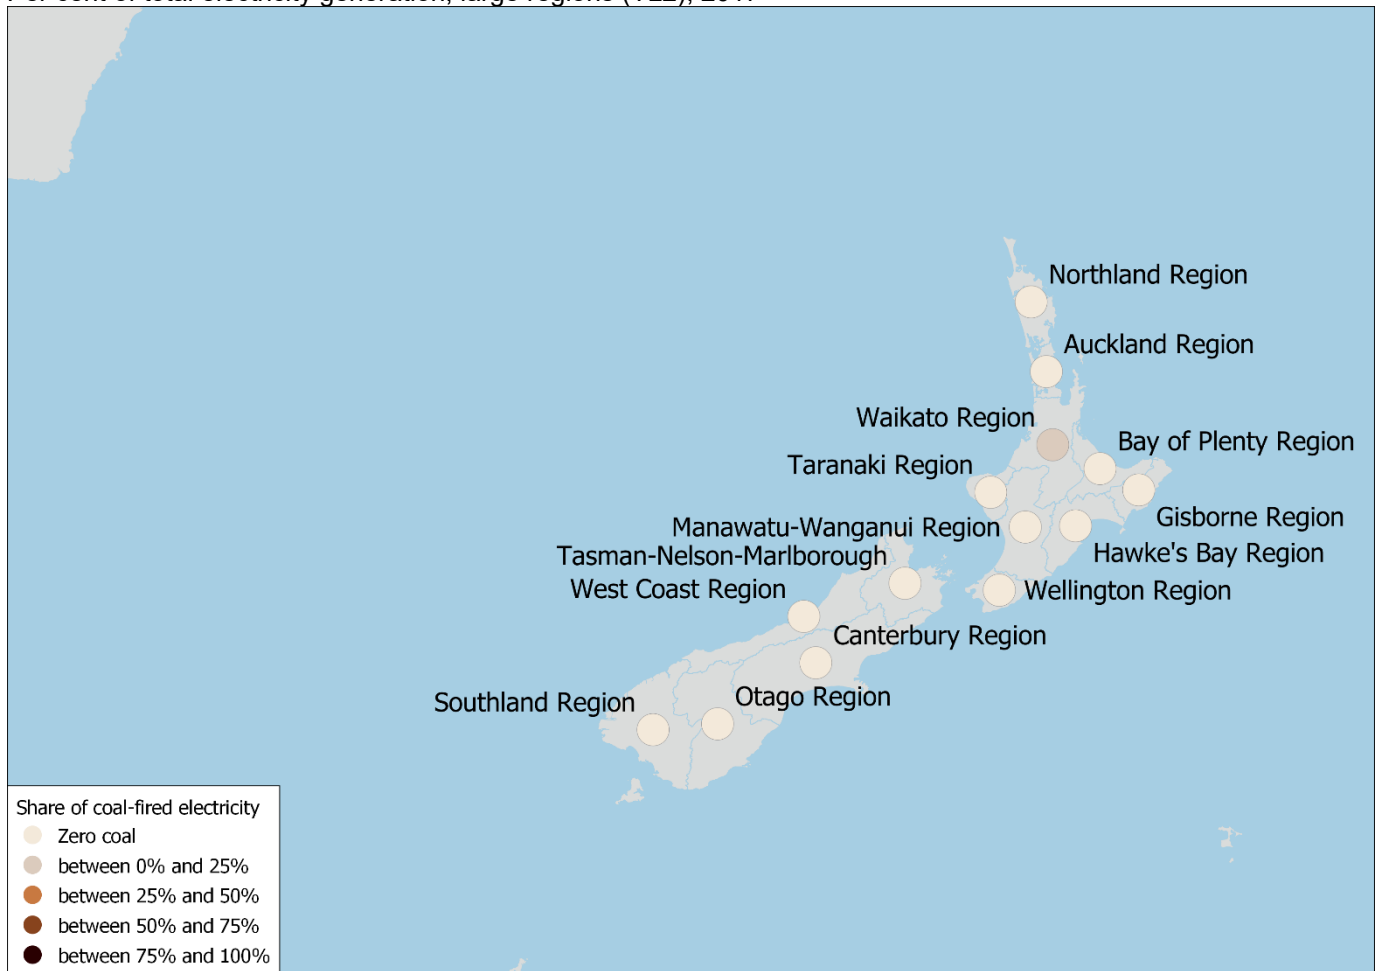 Northland Region
Auckland Region
Waikato Region
Bay of Plenty Region
Taranaki Region
Gisborne Region
Manawatu-Wanganui Region
Hawke's Bay Region
Tasman-Nelson-Marlborough
West Coast Region
Wellington Region
Canterbury Region
Otago Region
Southland Region
Share of coal-fired electricity
Zero coal
between 0% and 25%
between 25% and 50%
between 50% and 75%
between 75% and 100%